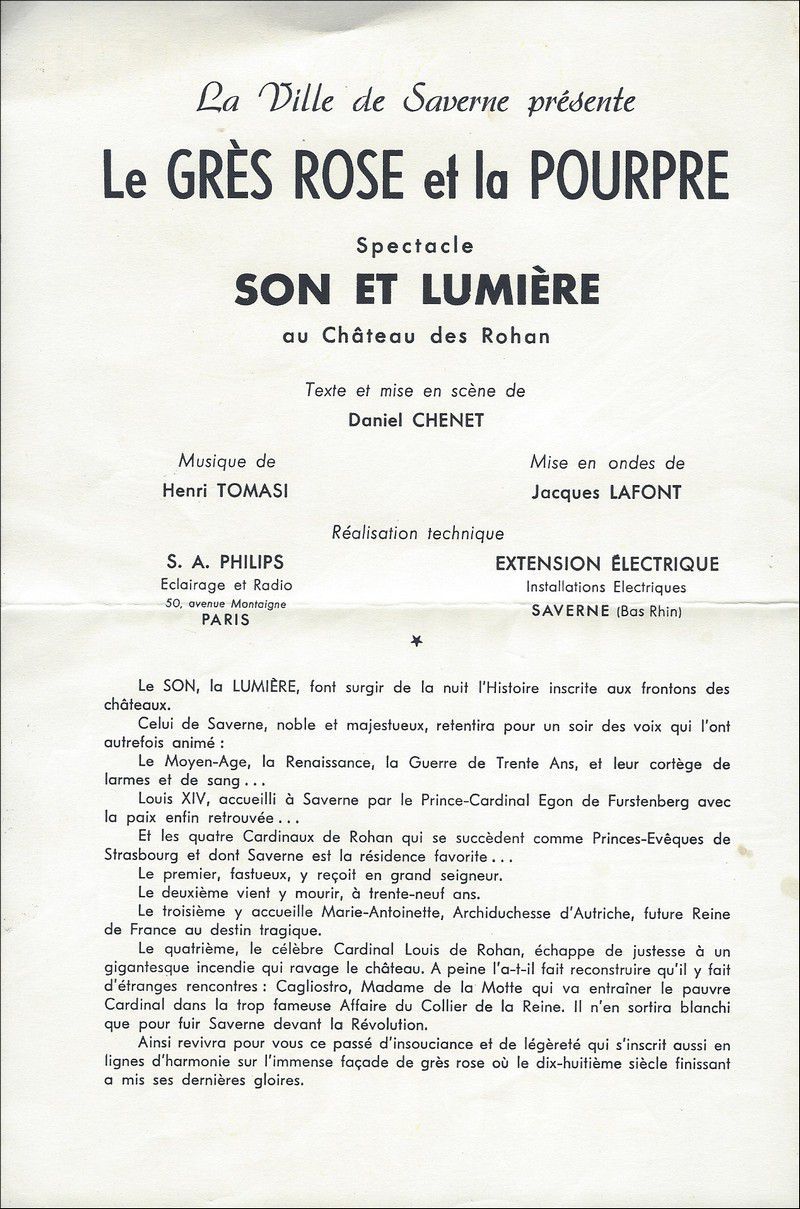 La Ville de Saverne présente
Le GRÈS ROSE et la POURPRE
Spectacle
SON ET LUMIÈRE
au Château des Rohan
Texte et mise en scène de
Daniel CHENET
Musique de
Henri TOMASI
Mise en ondes de
Jacques LAFONT
Réalisation technique
S. A. PHILIPS
Eclairage et Radio
50, avenue Montaigne
PARIS
EXTENSION ÉLECTRIQUE
Installations Electriques
SAVERNE (Bas Rhin)
Le SON, la LUMIÈRE, font surgir de la nuit l'Histoire inscrite aux frontons des
châteaux.
Celui de Saverne, noble et majestueux, retentira pour un soir des voix qui l'ont
autrefois animé :
Le Moyen-Age, la Renaissance, la Guerre de Trente Ans, et leur cortège de
larmes et de sang . . .
Louis XIV, accueilli à Saverne par le Prince-Cardinal Egon de Furstenberg avec
la paix enfin retrouvée . . .
Et les quatre Cardinaux de Rohan qui se succèdent comme Princes-Evêques de
Strasbourg et dont Saverne est la résidence favorite . . .
Le premier, fastueux, y reçoit en grand seigneur.
Le deuxième vient y mourir, à trente-neuf ans.
Le troisième y accueille Marie-Antoinette, Archiduchesse d'Autriche, future Reine
de France au destin tragique.
Le quatrième, le célèbre Cardinal Louis de Rohan, échappe de justesse à un
gigantesque incendie qui ravage le château. A peine l'a-t-il fait reconstruire qu'il y fait
d'étranges rencontres : Cagliostro, Madame de la Motte qui va entraîner le pauvre
Cardinal dans la trop fameuse Affaire du Collier de la Reine. Il n'en sortira blanchi
que pour fuir Saverne devant la Révolution.
Ainsi revivra pour vous ce passé d'insouciance et de légèreté qui s'inscrit aussi en
lignes d'harmonie sur l'immense façade de grès rose où le dix-huitième siècle finissant
a mis ses dernières gloires.